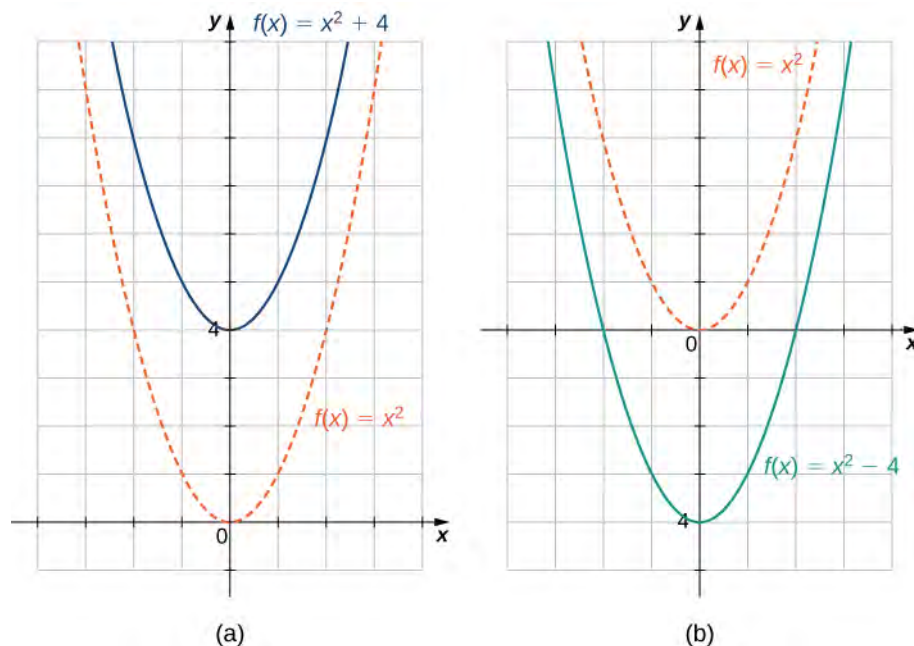 y
f(x) = x² + 4
4
f(x) = x²
0
x
(a)
y
f(x) = x²
0
x
f(x) = x² − 4
4
(b)